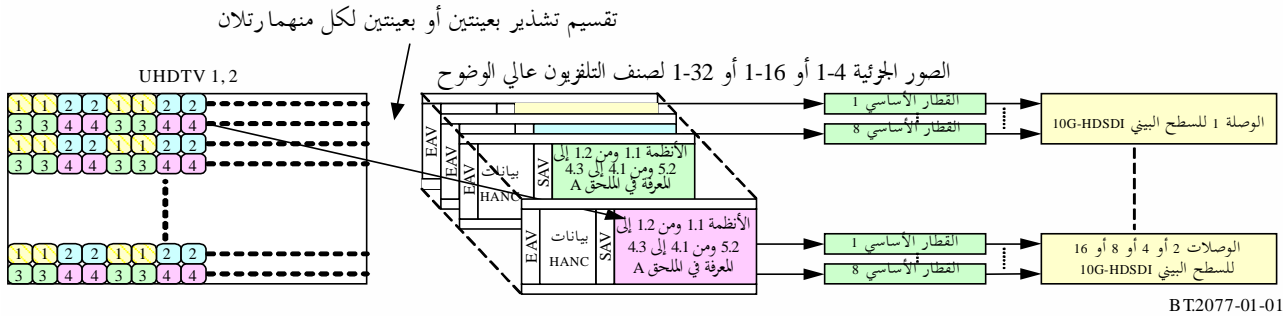 تقسيم تشذير بعينتين أو بعينتين لكل منهما رتلان
UHDTV 1, 2
الصور الجزئية 4-1 أو 16-1 أو 32-1 لصنف التلفزيون عالي الوضوح
1 1 2 2 1 1 2 2
3 3 4 4 3 3 4 4
1 1 2 2 1 1 2 2
3 3 4 4 3 3 4 4
1 1 2 2 1 1 2 2
3 3 4 4 3 3 4 4
EAV
EAV
EAV
بيانات
HANC
SAV
الأنظمة 1.1 ومن 1.2 إلى
5.2 ومن 4.1 إلى 4.3
المعرفة في الملحق A
EAV
بيانات
HANC
SAV
الأنظمة 1.1 ومن 1.2 إلى
5.2 ومن 4.1 إلى 4.3
المعرفة في الملحق A
القطار الأساسي 1
القطار الأساسي 8
الوصلة 1 للسطح البيني 10G-HDSDI
القطار الأساسي 1
القطار الأساسي 8
الوصلات 2 أو 4 أو 8 أو 16
للسطح البيني 10G-HDSDI
BT.2077-01-01